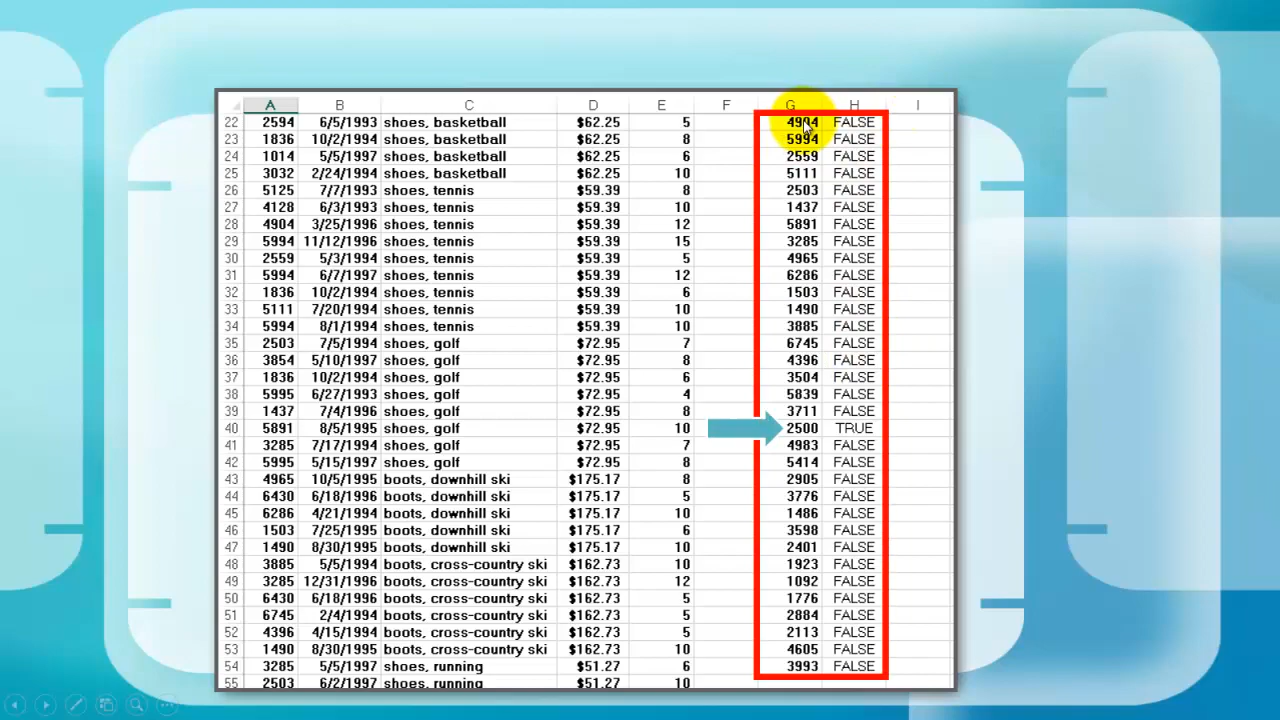 A B C D E F G H I
22 2594 6/5/1993 shoes, basketball $62.25 5 4904 FALSE
23 1836 10/2/1994 shoes, basketball $62.25 8 5994 FALSE
24 1014 5/5/1997 shoes, basketball $62.25 6 2559 FALSE
25 3032 2/24/1994 shoes, basketball $62.25 10 5111 FALSE
26 5125 7/7/1993 shoes, tennis $59.39 8 2503 FALSE
27 4128 6/3/1993 shoes, tennis $59.39 10 1437 FALSE
28 4904 3/25/1996 shoes, tennis $59.39 12 5891 FALSE
29 5994 11/12/1996 shoes, tennis $59.39 15 3285 FALSE
30 2559 5/3/1994 shoes, tennis $59.39 5 4965 FALSE
31 5994 6/7/1997 shoes, tennis $59.39 12 6286 FALSE
32 1836 10/2/1994 shoes, tennis $59.39 6 1503 FALSE
33 5111 7/20/1994 shoes, tennis $59.39 10 1490 FALSE
34 5994 8/1/1994 shoes, tennis $59.39 10 3885 FALSE
35 2503 7/5/1994 shoes, golf $72.95 7 6745 FALSE
36 3854 5/10/1997 shoes, golf $72.95 8 4396 FALSE
37 1836 10/2/1994 shoes, golf $72.95 6 3504 FALSE
38 5995 6/27/1993 shoes, golf $72.95 4 5839 FALSE
39 1437 7/4/1996 shoes, golf $72.95 8 3711 FALSE
40 5891 8/5/1995 shoes, golf $72.95 10 2500 TRUE
41 3285 7/17/1994 shoes, golf $72.95 7 4983 FALSE
42 5995 5/15/1997 shoes, golf $72.95 8 5414 FALSE
43 4965 10/5/1995 boots, downhill ski $175.17 8 2905 FALSE
44 6430 6/18/1996 boots, downhill ski $175.17 5 3776 FALSE
45 6286 4/21/1994 boots, downhill ski $175.17 10 1486 FALSE
46 1503 7/25/1995 boots, downhill ski $175.17 6 3598 FALSE
47 1490 8/30/1995 boots, downhill ski $175.17 10 2401 FALSE
48 3885 5/5/1994 boots, cross-country ski $162.73 10 1923 FALSE
49 3285 12/31/1996 boots, cross-country ski $162.73 12 1092 FALSE
50 6430 6/18/1996 boots, cross-country ski $162.73 5 1776 FALSE
51 6745 2/4/1994 boots, cross-country ski $162.73 5 2884 FALSE
52 4396 4/15/1994 boots, cross-country ski $162.73 5 2113 FALSE
53 1490 8/30/1995 boots, cross-country ski $162.73 10 4605 FALSE
54 3285 5/5/1997 shoes, running $51.27 6 3993 FALSE
55 2503 6/2/1997 shoes, running $51.27 10